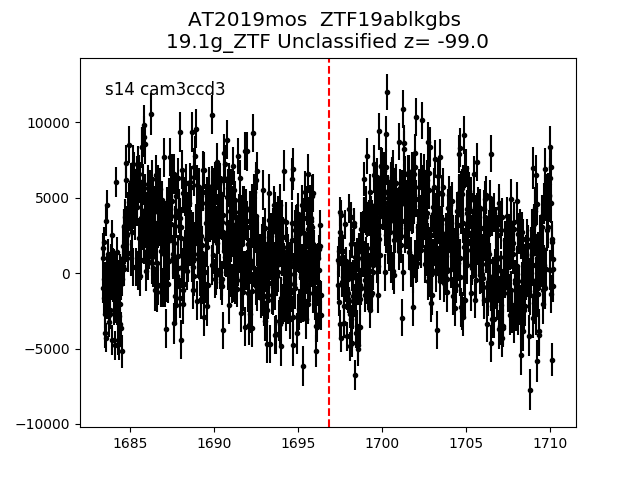 AT2019mos  ZTF19ablkgbs
19.1g_ZTF Unclassified z= -99.0
s14 cam3ccd3
10000
5000
0
−5000
−10000
1685 1690 1695 1700 1705 1710